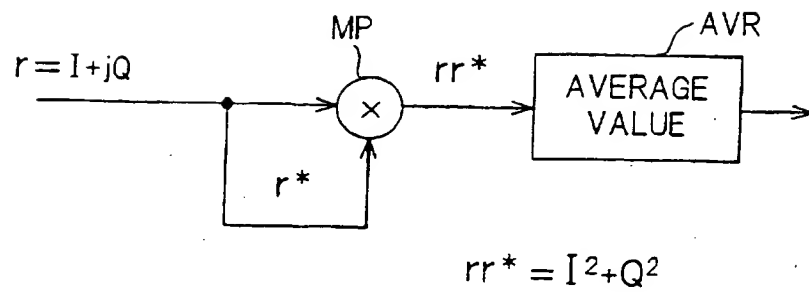 MP
AVR
r = I+jQ
rr*
×
AVERAGE
VALUE
r*
rr* = I²+Q²